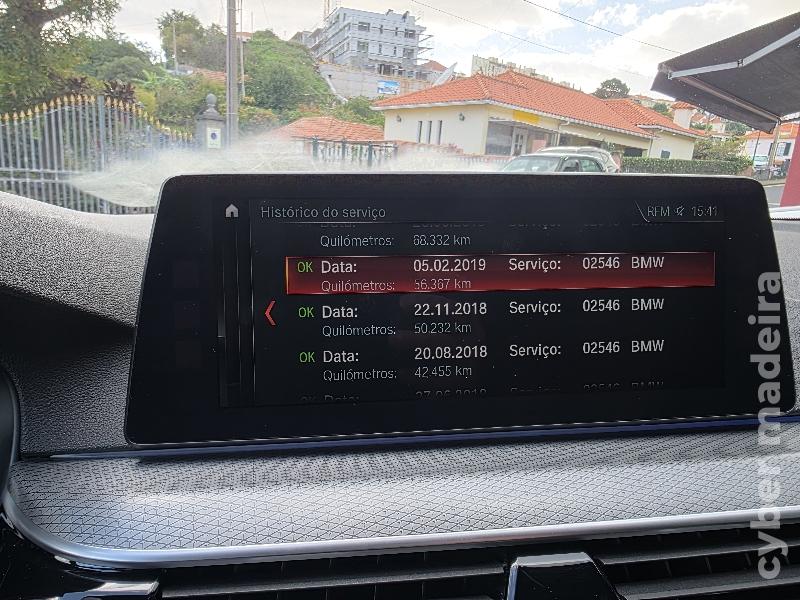 Histórico do serviço
RFM 15:41
Quilómetros: 68.332 km
OK Data: 05.02.2019 Serviço: 02546 BMW
Quilómetros: 56.387 km
OK Data: 22.11.2018 Serviço: 02546 BMW
Quilómetros: 50.232 km
OK Data: 20.08.2018 Serviço: 02546 BMW
Quilómetros: 42.455 km
cyber madeira